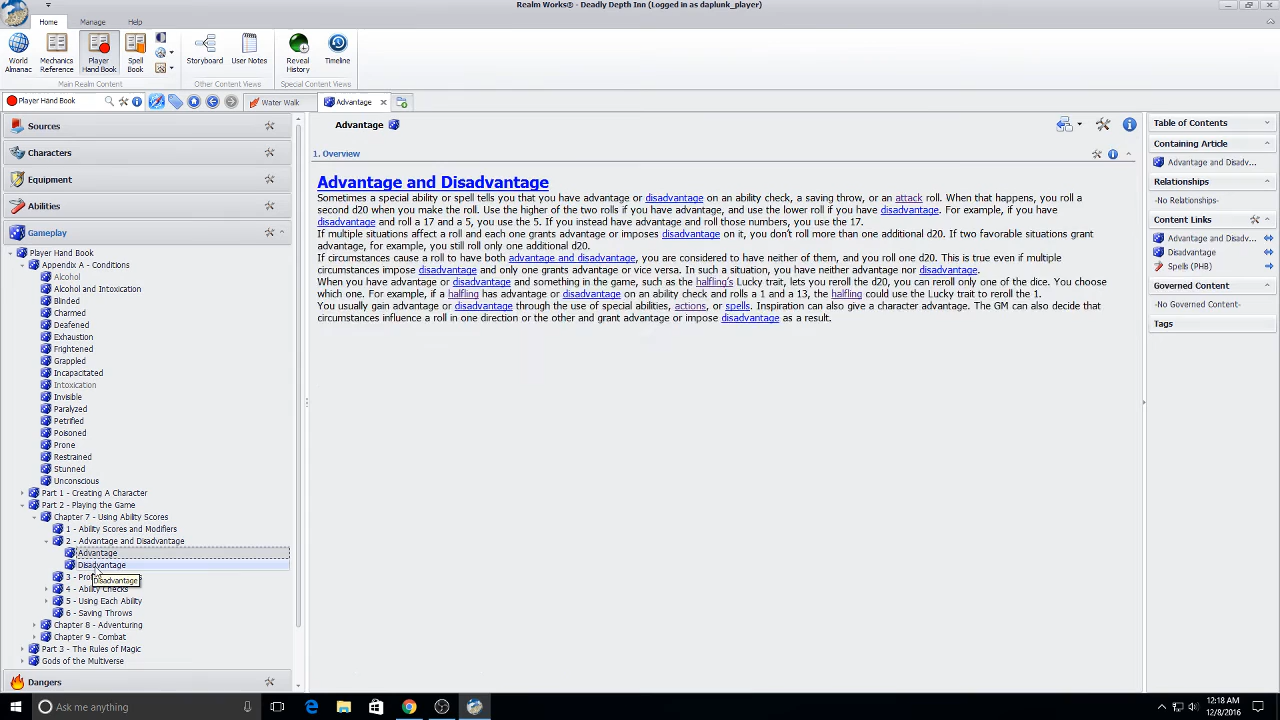 Realm Works® - Deadly Depth Inn (Logged in as daplunk_player)
Home Manage Help
World Almanac
Mechanics Reference
Player Hand Book
Spell Book
Storyboard
User Notes
Reveal History
Timeline
Main Realm Content
Other Content Views
Special Content Views
Player Hand Book
Water Walk
Advantage
Sources
Characters
Equipment
Abilities
Gameplay
Player Hand Book
Appendix A - Conditions
Alcohol
Alcohol and Intoxication
Blinded
Charmed
Deafened
Exhaustion
Frightened
Grappled
Incapacitated
Intoxication
Invisible
Paralyzed
Petrified
Poisoned
Prone
Restrained
Stunned
Unconscious
Part 1 - Creating A Character
Part 2 - Playing the Game
Chapter 7 - Using Ability Scores
1 - Ability Scores and Modifiers
2 - Advantage and Disadvantage
Advantage
Disadvantage
Disadvantage
4 - Ability Checks
5 - Using Each Ability
6 - Saving Throws
Chapter 8 - Adventuring
Chapter 9 - Combat
Part 3 - The Rules of Magic
Gods of the Multiverse
Dangers
Advantage
1. Overview
Advantage and Disadvantage
Sometimes a special ability or spell tells you that you have advantage or disadvantage on an ability check, a saving throw, or an attack roll. When that happens, you roll a
second d20 when you make the roll. Use the higher of the two rolls if you have advantage, and use the lower roll if you have disadvantage. For example, if you have
disadvantage and roll a 17 and a 5, you use the 5. If you instead have advantage and roll those numbers, you use the 17.
If multiple situations affect a roll and each one grants advantage or imposes disadvantage on it, you don't roll more than one additional d20. If two favorable situations grant
advantage, for example, you still roll only one additional d20.
If circumstances cause a roll to have both advantage and disadvantage, you are considered to have neither of them, and you roll one d20. This is true even if multiple
circumstances impose disadvantage and only one grants advantage or vice versa. In such a situation, you have neither advantage nor disadvantage.
When you have advantage or disadvantage and something in the game, such as the halfling's Lucky trait, lets you reroll the d20, you can reroll only one of the dice. You choose
which one. For example, if a halfling has advantage or disadvantage on an ability check and rolls a 1 and a 13, the halfling could use the Lucky trait to reroll the 1.
You usually gain advantage or disadvantage through the use of special abilities, actions, or spells. Inspiration can also give a character advantage. The GM can also decide that
circumstances influence a roll in one direction or the other and grant advantage or impose disadvantage as a result.
Table of Contents
Containing Article
Advantage and Disadv...
Relationships
-No Relationships-
Content Links
Advantage and Disadv...
Disadvantage
Spells (PHB)
Governed Content
-No Governed Content-
Tags
Ask me anything
12:18 AM
12/8/2016